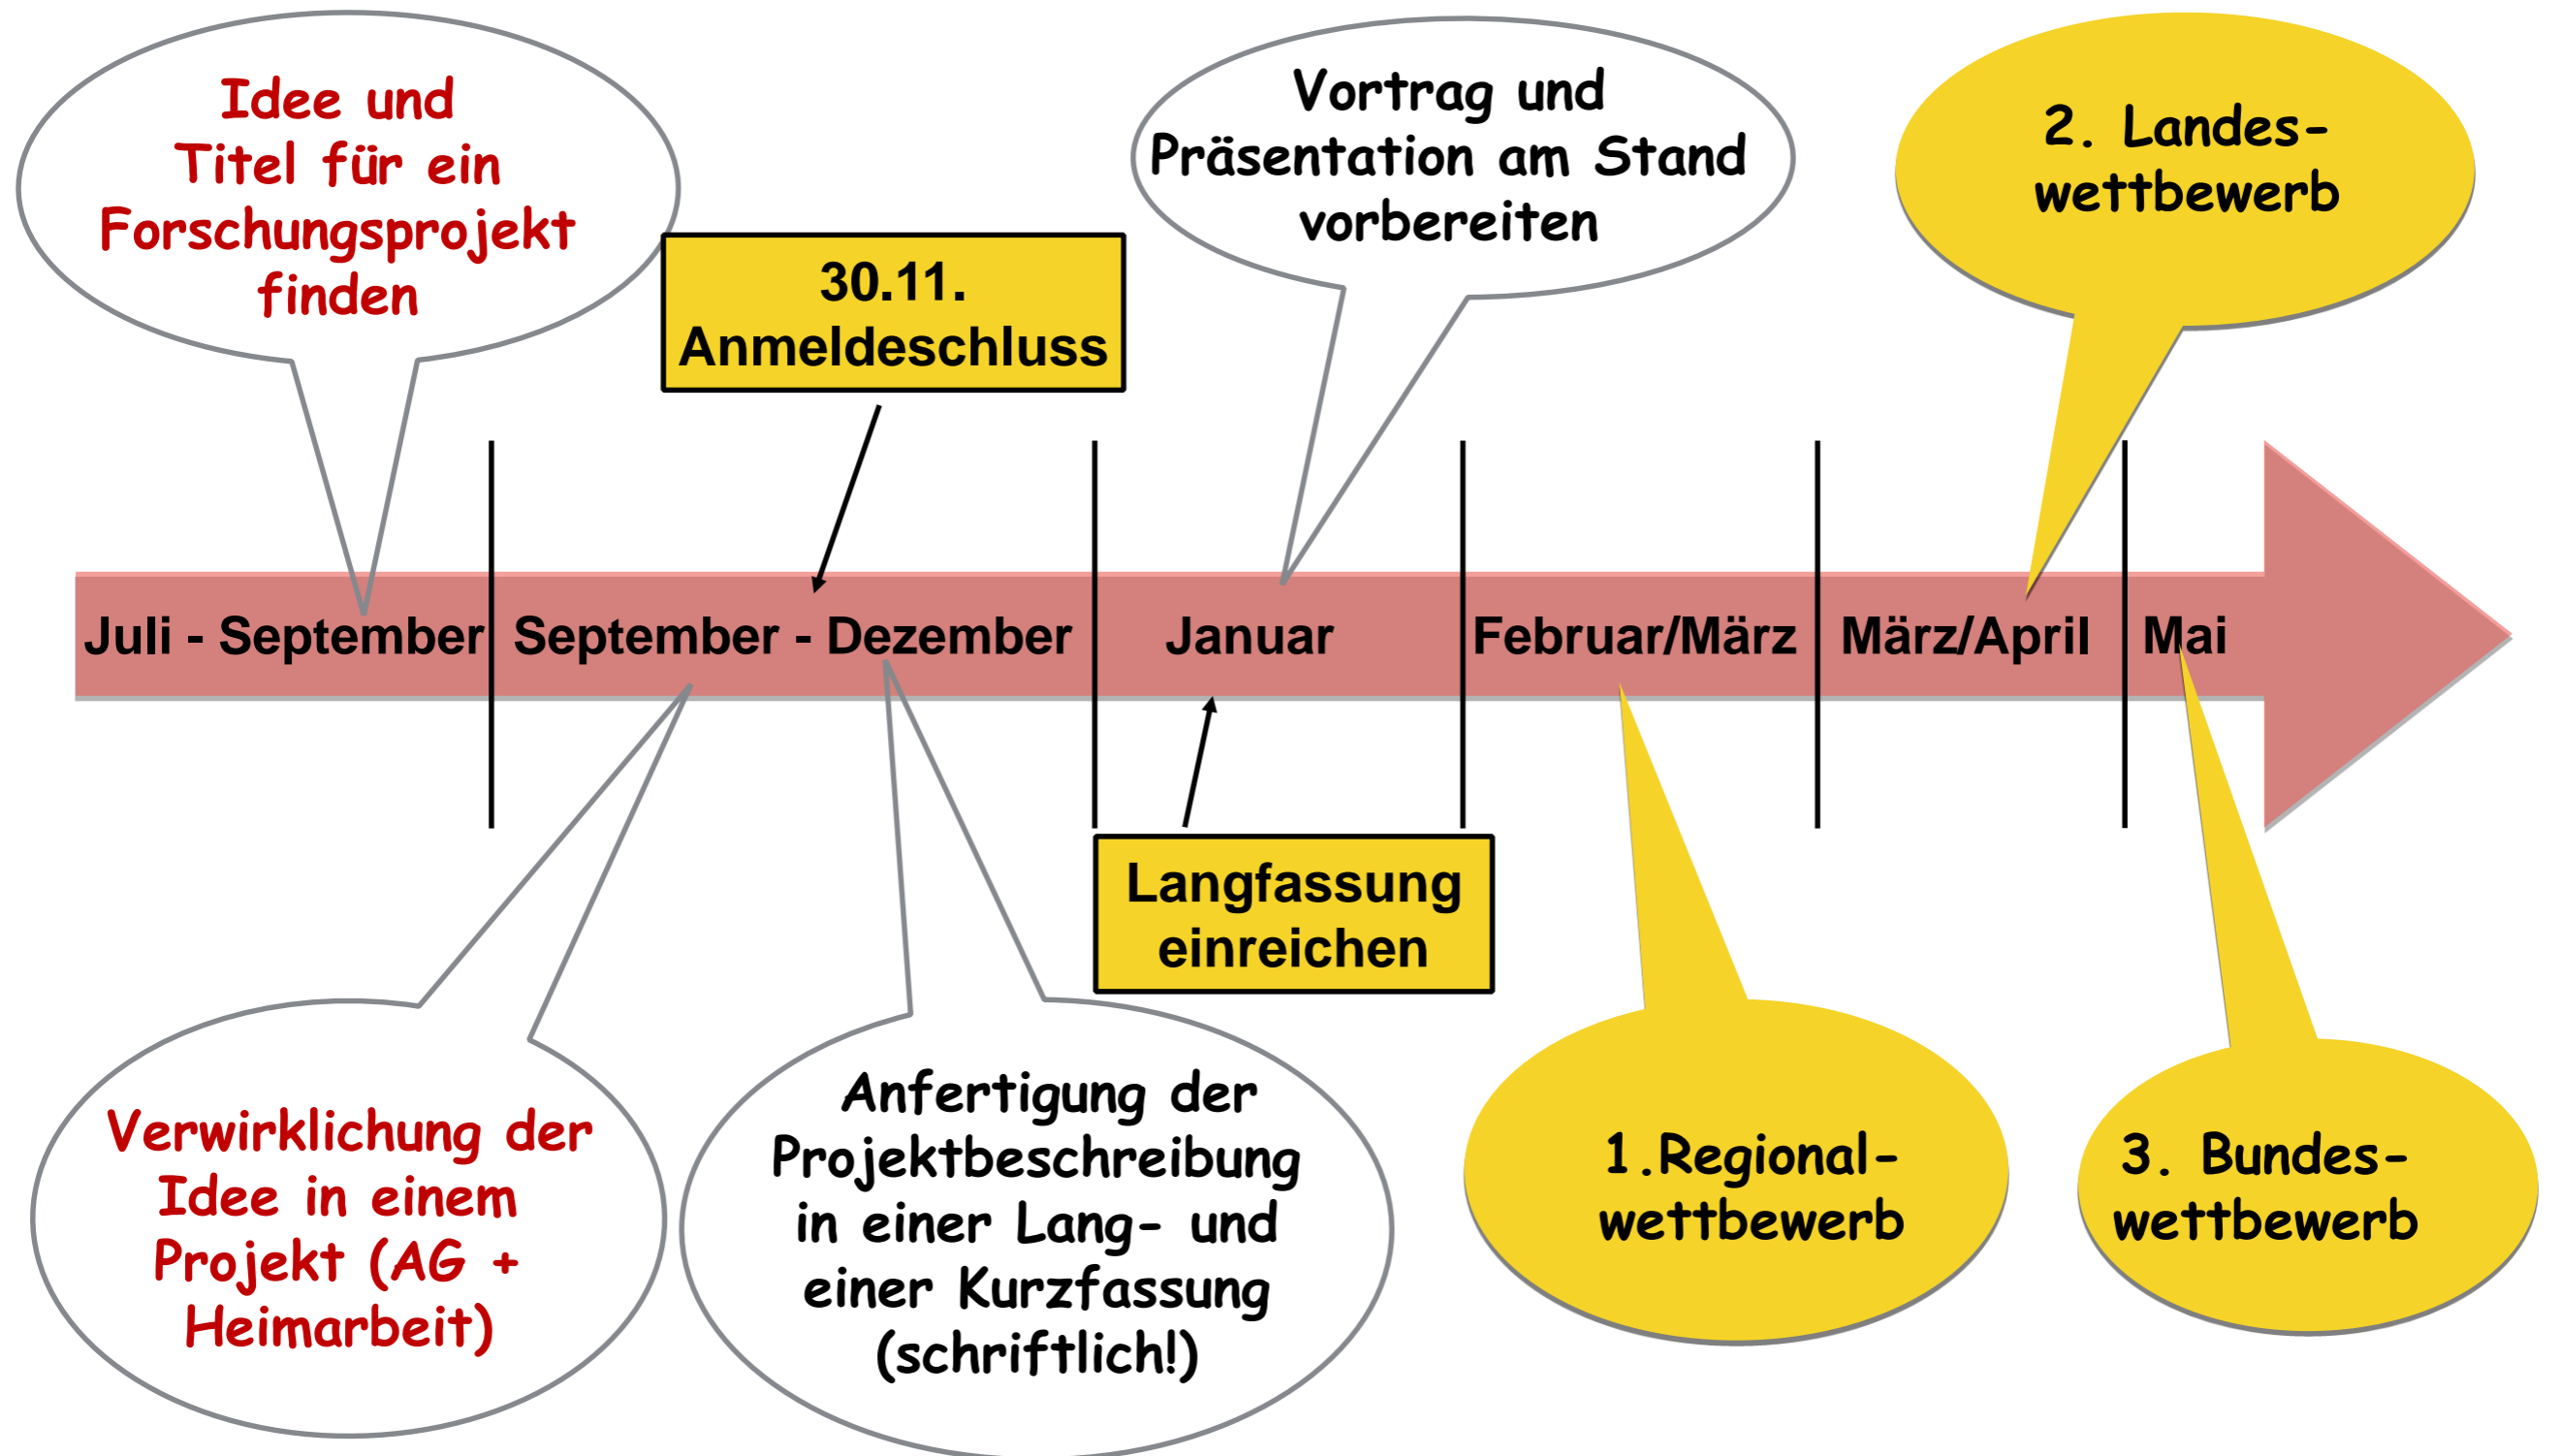 Idee und
Titel für ein
Forschungsprojekt
finden
30.11.
Anmeldeschluss
Vortrag und
Präsentation am Stand
vorbereiten
2. Landes-
wettbewerb
Juli - September
September - Dezember
Januar
Februar/März
März/April
Mai
Langfassung
einreichen
Verwirklichung der
Idee in einem
Projekt (AG +
Heimarbeit)
Anfertigung der
Projektbeschreibung
in einer Lang- und
einer Kurzfassung
(schriftlich!)
1.Regional-
wettbewerb
3. Bundes-
wettbewerb